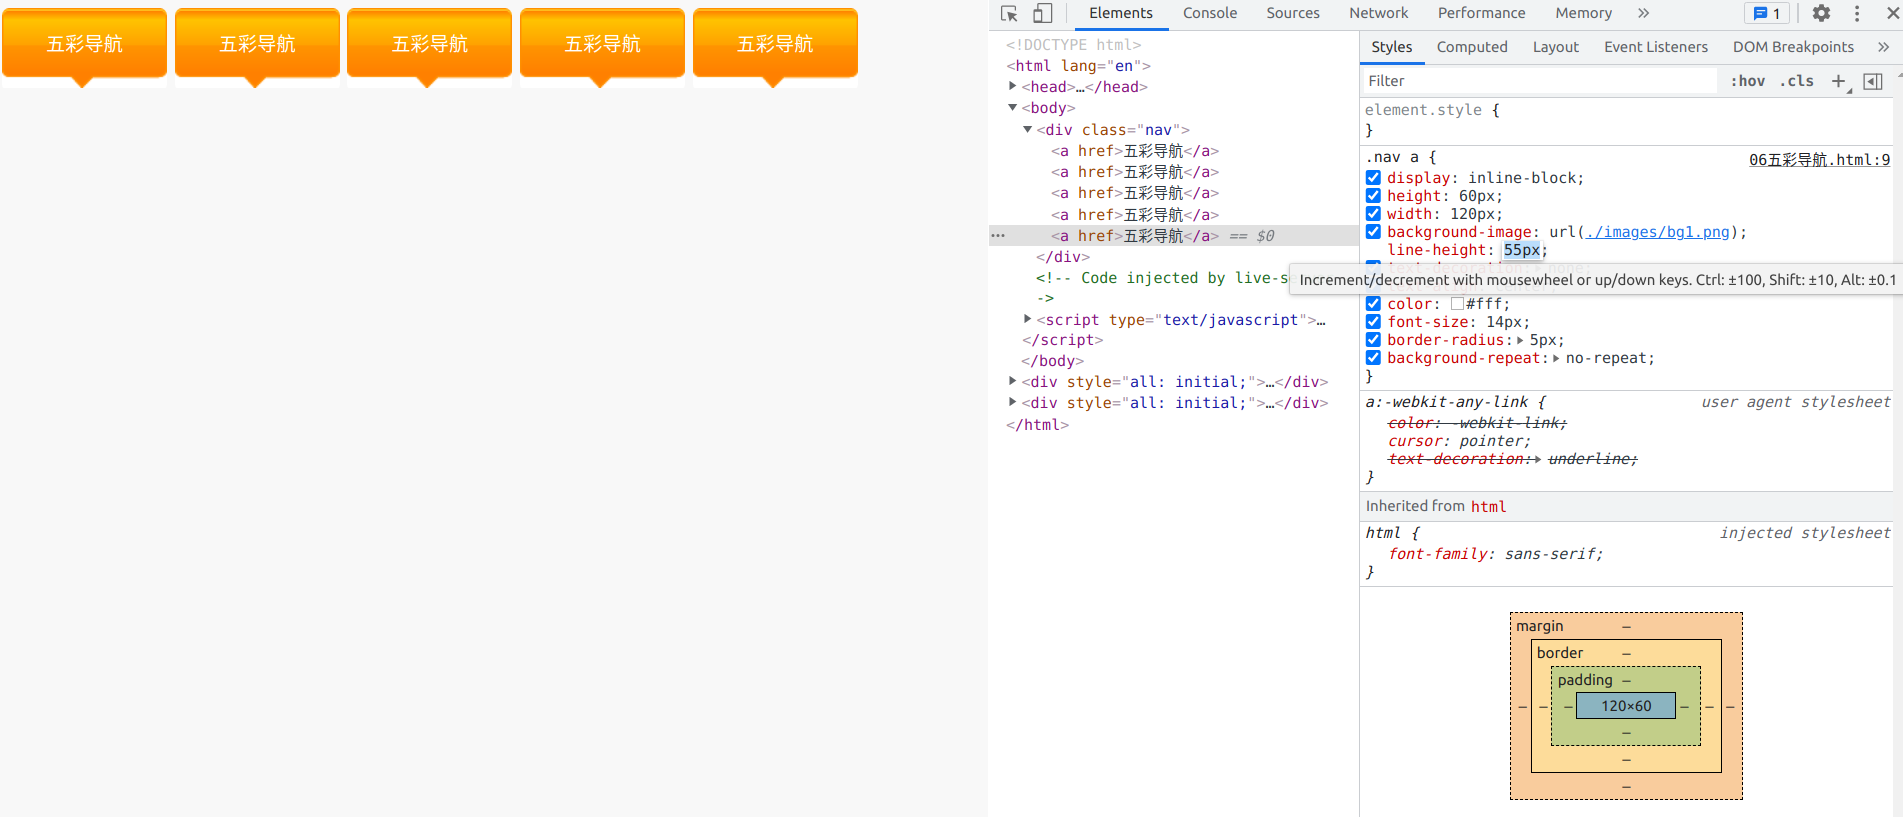 五彩导航 五彩导航 五彩导航 五彩导航 五彩导航
Elements Console Sources Network Performance Memory » 1
<!DOCTYPE html>
<html lang="en">
<head>…</head>
<body>
<div class="nav">
<a href>五彩导航</a>
<a href>五彩导航</a>
<a href>五彩导航</a>
<a href>五彩导航</a>
<a href>五彩导航</a> == $0
</div>
<!-- Code injected by live-se
->
<script type="text/javascript">…
</script>
</body>
<div style="all: initial;">…</div>
<div style="all: initial;">…</div>
</html>
Styles Computed Layout Event Listeners DOM Breakpoints »
Filter :hov .cls +
element.style {
}
.nav a { 06五彩导航.html:9
display: inline-block;
height: 60px;
width: 120px;
background-image: url(./images/bg1.png);
line-height: 55px;
text-decoration: none;
Increment/decrement with mousewheel or up/down keys. Ctrl: ±100, Shift: ±10, Alt: ±0.1
color: #fff;
font-size: 14px;
border-radius: 5px;
background-repeat: no-repeat;
}
a:-webkit-any-link { user agent stylesheet
color: -webkit-link;
cursor: pointer;
text-decoration: underline;
}
Inherited from html
html { injected stylesheet
font-family: sans-serif;
}
margin –
border –
padding –
– – – 120×60 – – –
–
–
–